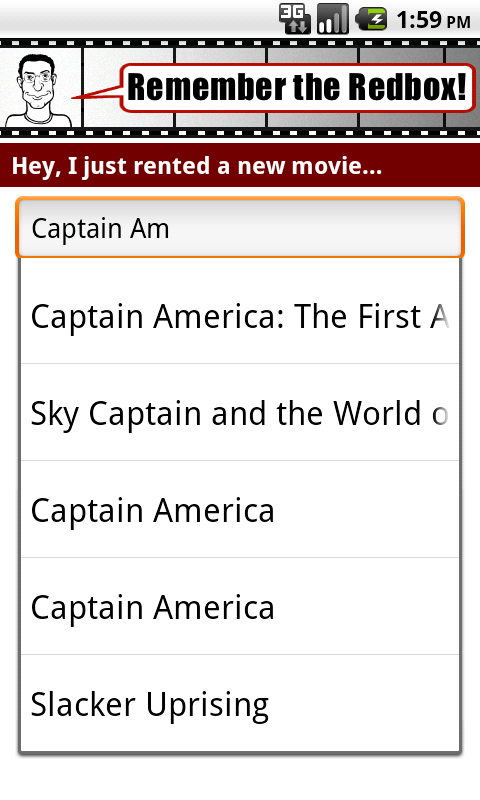 3G 1:59 PM
Remember the Redbox!
Hey, I just rented a new movie...
Captain Am
Captain America: The First A
Sky Captain and the World o
Captain America
Captain America
Slacker Uprising